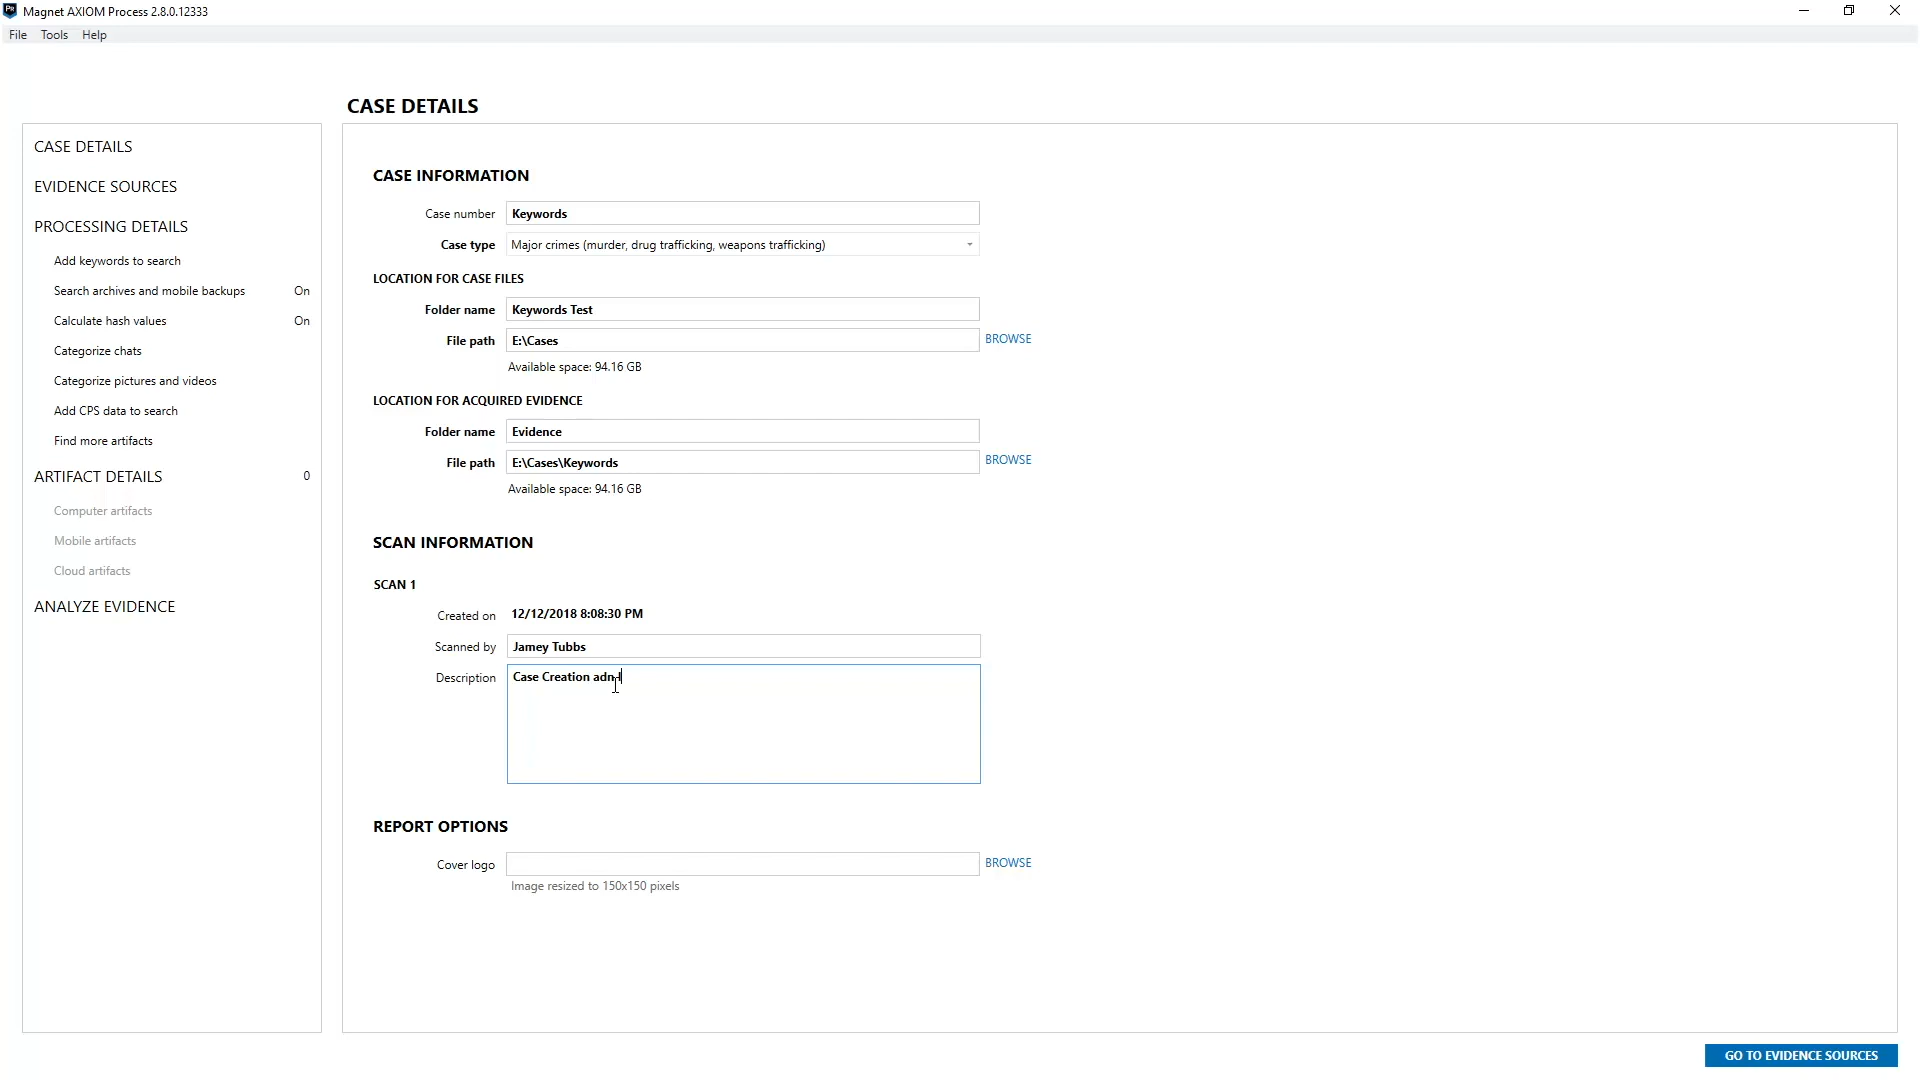 Magnet AXIOM Process 2.8.0.12333
File Tools Help
CASE DETAILS
CASE DETAILS
EVIDENCE SOURCES
PROCESSING DETAILS
Add keywords to search
Search archives and mobile backups On
Calculate hash values On
Categorize chats
Categorize pictures and videos
Add CPS data to search
Find more artifacts
ARTIFACT DETAILS 0
Computer artifacts
Mobile artifacts
Cloud artifacts
ANALYZE EVIDENCE
CASE INFORMATION
Case number Keywords
Case type Major crimes (murder, drug trafficking, weapons trafficking)
LOCATION FOR CASE FILES
Folder name Keywords Test
File path E:\Cases BROWSE
Available space: 94.16 GB
LOCATION FOR ACQUIRED EVIDENCE
Folder name Evidence
File path E:\Cases\Keywords BROWSE
Available space: 94.16 GB
SCAN INFORMATION
SCAN 1
Created on 12/12/2018 8:08:30 PM
Scanned by Jamey Tubbs
Description Case Creation adn
REPORT OPTIONS
Cover logo BROWSE
Image resized to 150x150 pixels
GO TO EVIDENCE SOURCES